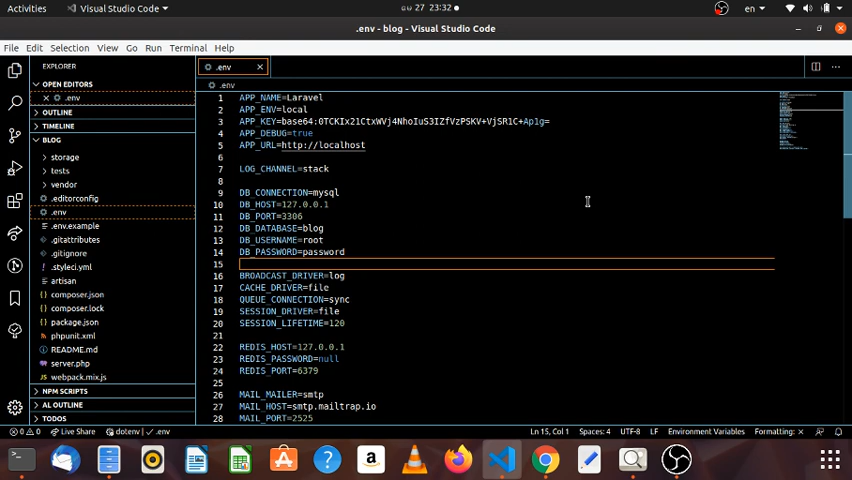 Activities
Visual Studio Code
27 23:32
en
.env - blog - Visual Studio Code
File Edit Selection View Go Run Terminal Help
EXPLORER
OPEN EDITORS
.env
OUTLINE
TIMELINE
BLOG
storage
tests
vendor
.editorconfig
.env
.env.example
.gitattributes
.gitignore
.styleci.yml
artisan
composer.json
composer.lock
package.json
phpunit.xml
README.md
server.php
webpack.mix.js
NPM SCRIPTS
AL OUTLINE
TODOS
.env
.env
1 APP_NAME=Laravel
2 APP_ENV=local
3 APP_KEY=base64:0TCKIx21CtxWVj4NhoIuS3IZfVzPSKV+VjSR1C+Ap1g=
4 APP_DEBUG=true
5 APP_URL=http://localhost
6
7 LOG_CHANNEL=stack
8
9 DB_CONNECTION=mysql
10 DB_HOST=127.0.0.1
11 DB_PORT=3306
12 DB_DATABASE=blog
13 DB_USERNAME=root
14 DB_PASSWORD=password
15
16 BROADCAST_DRIVER=log
17 CACHE_DRIVER=file
18 QUEUE_CONNECTION=sync
19 SESSION_DRIVER=file
20 SESSION_LIFETIME=120
21
22 REDIS_HOST=127.0.0.1
23 REDIS_PASSWORD=null
24 REDIS_PORT=6379
25
26 MAIL_MAILER=smtp
27 MAIL_HOST=smtp.mailtrap.io
28 MAIL_PORT=2525
0 0 Live Share dotenv | .env Ln 15, Col 1 Spaces: 4 UTF-8 LF Environment Variables Formatting: